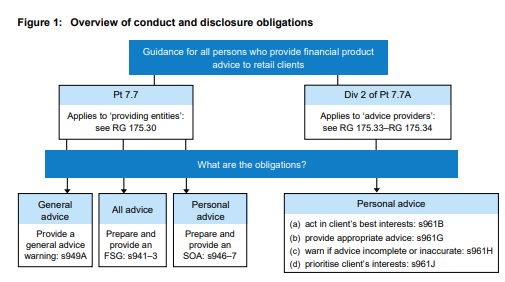 Figure 1: Overview of conduct and disclosure obligations
Guidance for all persons who provide financial product
advice to retail clients
Pt 7.7
Applies to ‘providing entities’:
see RG 175.30
Div 2 of Pt 7.7A
Applies to ‘advice providers’:
see RG 175.33–RG 175.34
What are the obligations?
General
advice
Provide a
general advice
warning: s949A
All advice
Prepare and
provide an
FSG: s941–3
Personal
advice
Prepare and
provide an
SOA: s946–7
Personal advice
(a) act in client’s best interests: s961B
(b) provide appropriate advice: s961G
(c) warn if advice incomplete or inaccurate: s961H
(d) prioritise client’s interests: s961J